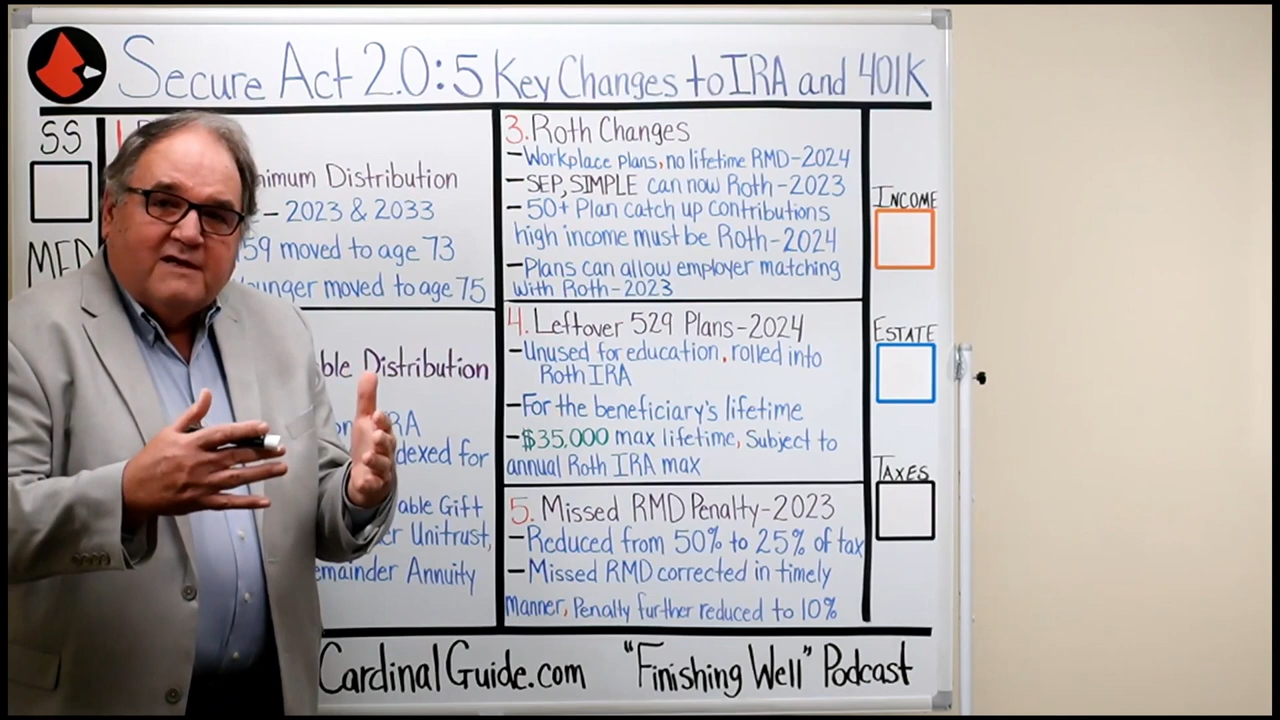 Secure Act 2.0: 5 Key Changes to IRA and 401K
SS
MED
1.
nimum Distribution
– 2023 & 2033
59 moved to age 73
unger moved to age 75
ble Distribution
IRA
dexed for
able Gift
er Unitrust,
emainder Annuity
3. Roth Changes
– Workplace plans, no lifetime RMD – 2024
– SEP, SIMPLE can now Roth – 2023
– 50+ Plan catch up contributions
high income must be Roth – 2024
– Plans can allow employer matching
with Roth – 2023
4. Leftover 529 Plans – 2024
– Unused for education, rolled into
Roth IRA
– For the beneficiary's lifetime
– $35,000 max lifetime, Subject to
annual Roth IRA max
5. Missed RMD Penalty – 2023
– Reduced from 50% to 25% of tax
– Missed RMD corrected in timely
manner, Penalty further reduced to 10%
INCOME
ESTATE
TAXES
CardinalGuide.com "Finishing Well" Podcast